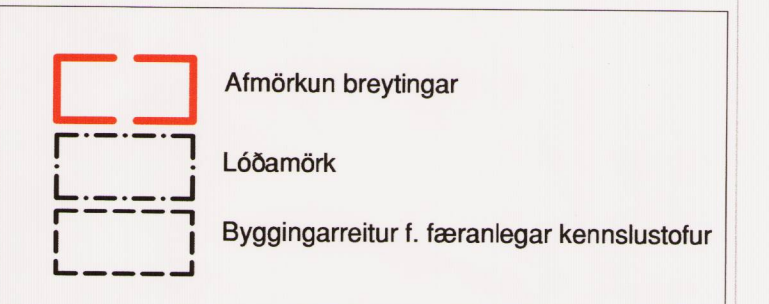 Afmörkun breytingar
Lóðamörk
Byggingarreitur f. færanlegar kennslustofur